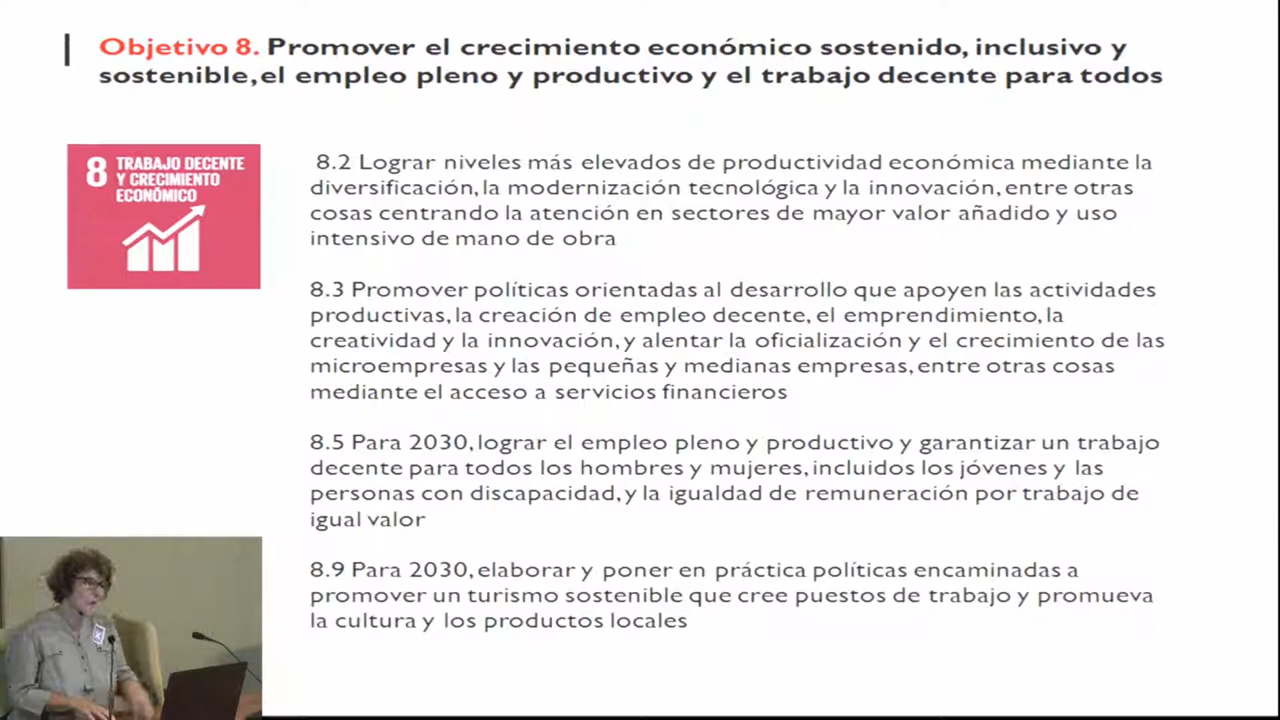 Objetivo 8. Promover el crecimiento económico sostenido, inclusivo y
sostenible, el empleo pleno y productivo y el trabajo decente para todos
8 TRABAJO DECENTE
Y CRECIMIENTO
ECONÓMICO
8.2 Lograr niveles más elevados de productividad económica mediante la
diversificación, la modernización tecnológica y la innovación, entre otras
cosas centrando la atención en sectores de mayor valor añadido y uso
intensivo de mano de obra
8.3 Promover políticas orientadas al desarrollo que apoyen las actividades
productivas, la creación de empleo decente, el emprendimiento, la
creatividad y la innovación, y alentar la oficialización y el crecimiento de las
microempresas y las pequeñas y medianas empresas, entre otras cosas
mediante el acceso a servicios financieros
8.5 Para 2030, lograr el empleo pleno y productivo y garantizar un trabajo
decente para todos los hombres y mujeres, incluidos los jóvenes y las
personas con discapacidad, y la igualdad de remuneración por trabajo de
igual valor
8.9 Para 2030, elaborar y poner en práctica políticas encaminadas a
promover un turismo sostenible que cree puestos de trabajo y promueva
la cultura y los productos locales